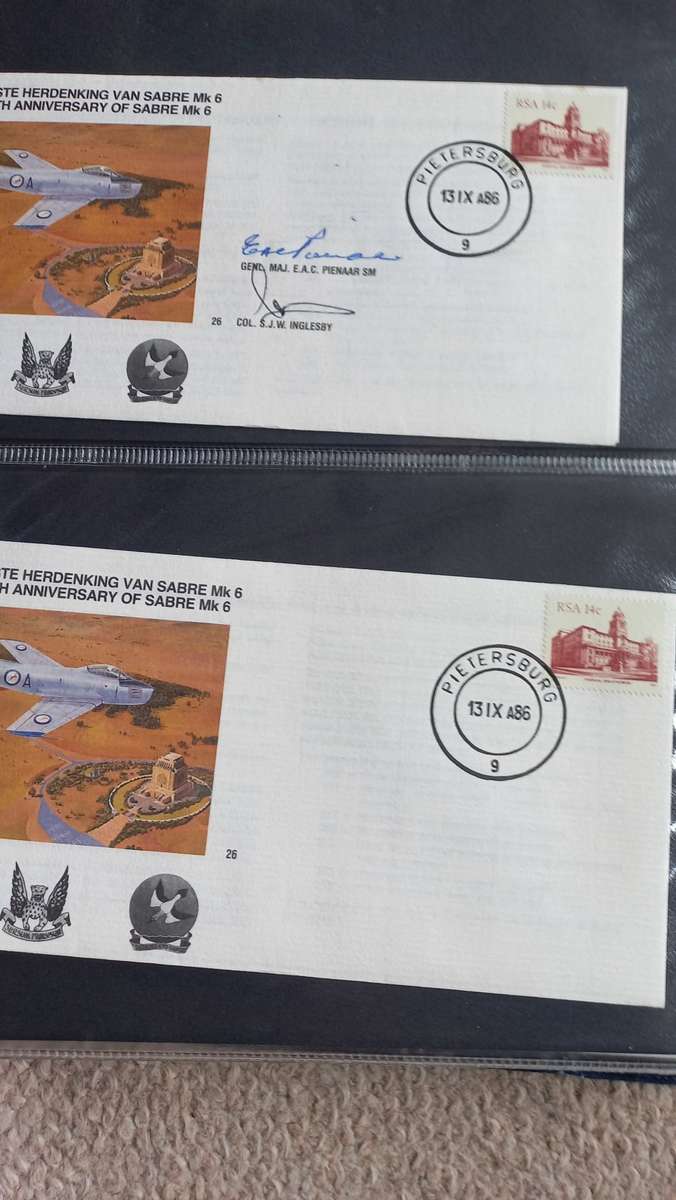 STE HERDENKING VAN SABRE Mk 6
TH ANNIVERSARY OF SABRE Mk 6
RSA 14c
PIETERSBURG
13 IX A86
9
A
EAC Pienaar
GENL. MAJ. E.A.C. PIENAAR SM
26 COL. S.J.W. INGLESBY
STE HERDENKING VAN SABRE Mk 6
TH ANNIVERSARY OF SABRE Mk 6
RSA 14c
PIETERSBURG
13 IX A86
9
A
26